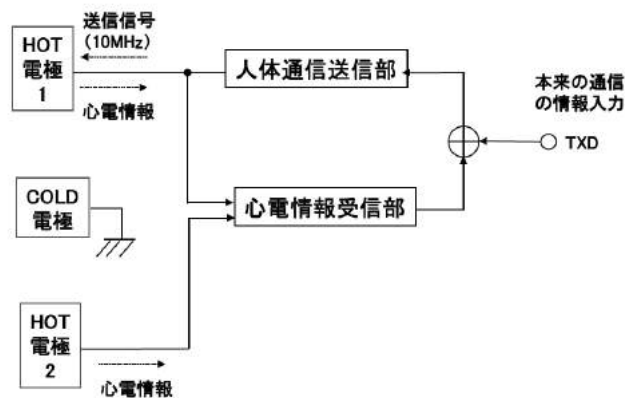 送信信号
(10MHz)
HOT
電極
1
心電情報
人体通信送信部
本来の通信
の情報入力
TXD
COLD
電極
心電情報受信部
HOT
電極
2
心電情報